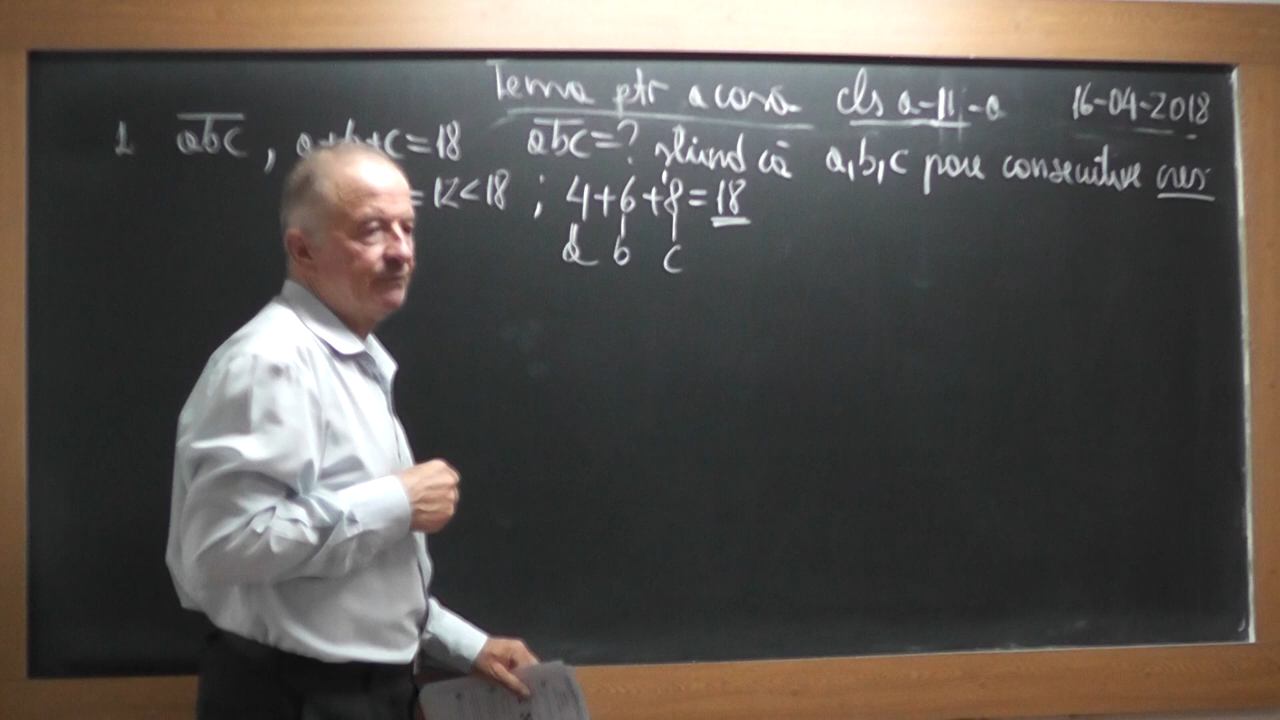 Tema ptr acasă cls a-II-a 16-04-2018
1 abc, a+b+c=18 abc=? știind că a,b,c pare consecutive cres
=12<18 ; 4+6+8=18
a b c